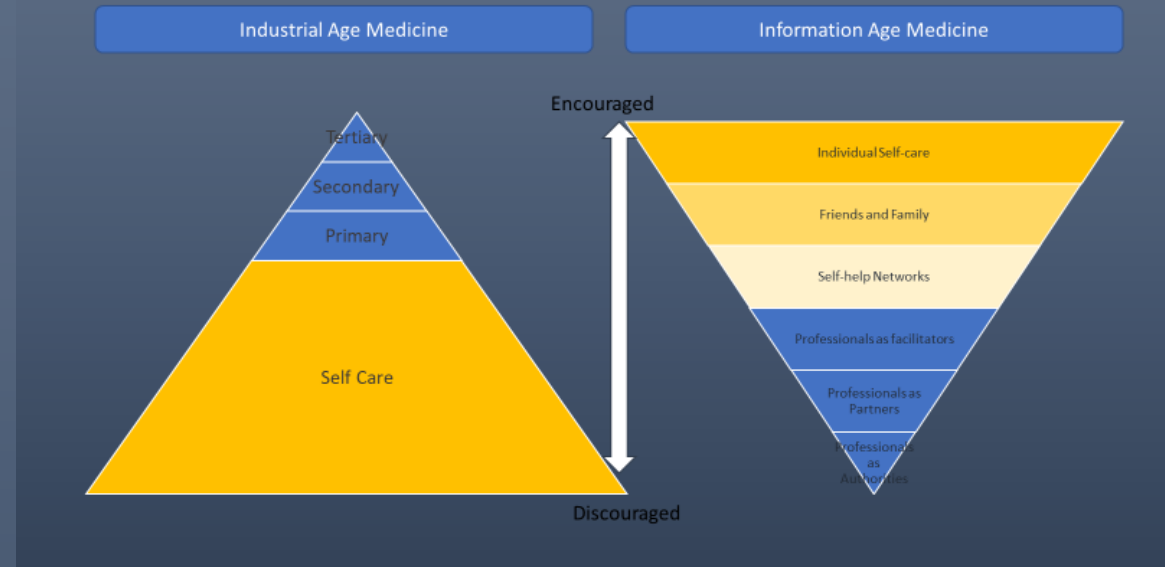 Industrial Age Medicine
Information Age Medicine
Encouraged
Tertiary
Secondary
Primary
Self Care
Individual Self-care
Friends and Family
Self-help Networks
Professionals as facilitators
Professionals as
Partners
Professionals
as
Authorities
Discouraged